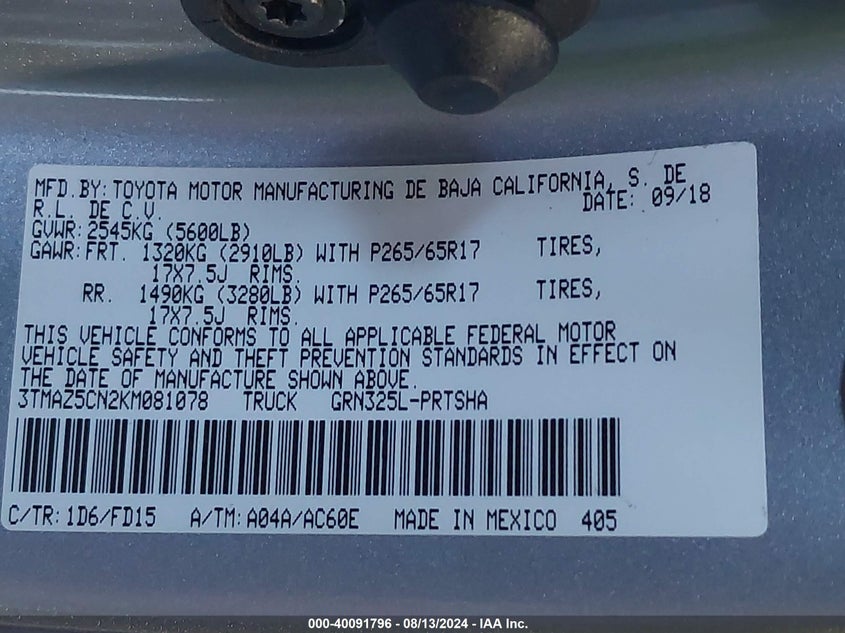 MFD.BY:TOYOTA MOTOR MANUFACTURING DE BAJA CALIFORNIA, S. DE
R.L. DE C.V. DATE: 09/18
GVWR:2545KG (5600LB)
GAWR:FRT. 1320KG (2910LB) WITH P265/65R17 TIRES,
17X7.5J RIMS.
RR. 1490KG (3280LB) WITH P265/65R17 TIRES,
17X7.5J RIMS.
THIS VEHICLE CONFORMS TO ALL APPLICABLE FEDERAL MOTOR
VEHICLE SAFETY AND THEFT PREVENTION STANDARDS IN EFFECT ON
THE DATE OF MANUFACTURE SHOWN ABOVE.
3TMAZ5CN2KM081078 TRUCK GRN325L-PRTSHA
C/TR:1D6/FD15 A/TM:A04A/AC60E MADE IN MEXICO 405
000-40091796 - 08/13/2024 - IAA Inc.